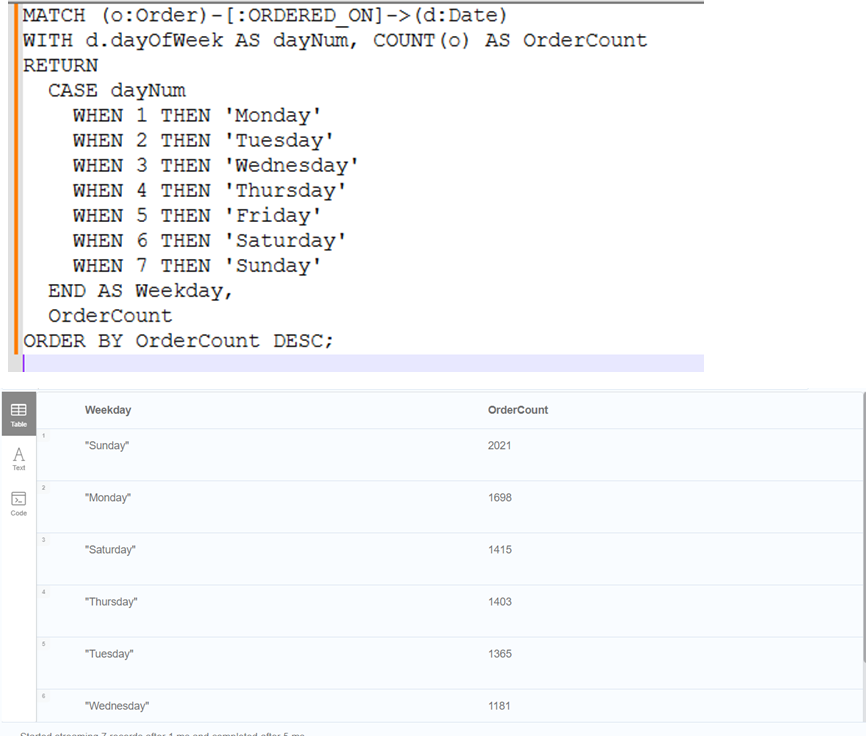 MATCH (o:Order)-[:ORDERED_ON]->(d:Date)
WITH d.dayOfWeek AS dayNum, COUNT(o) AS OrderCount
RETURN
CASE dayNum
WHEN 1 THEN 'Monday'
WHEN 2 THEN 'Tuesday'
WHEN 3 THEN 'Wednesday'
WHEN 4 THEN 'Thursday'
WHEN 5 THEN 'Friday'
WHEN 6 THEN 'Saturday'
WHEN 7 THEN 'Sunday'
END AS Weekday,
OrderCount
ORDER BY OrderCount DESC;
Weekday OrderCount
Table
1 "Sunday" 2021
Text
2 "Monday" 1698
Code
3 "Saturday" 1415
4 "Thursday" 1403
5 "Tuesday" 1365
6 "Wednesday" 1181
Started streaming 7 records after 1 ms and completed after 5 ms